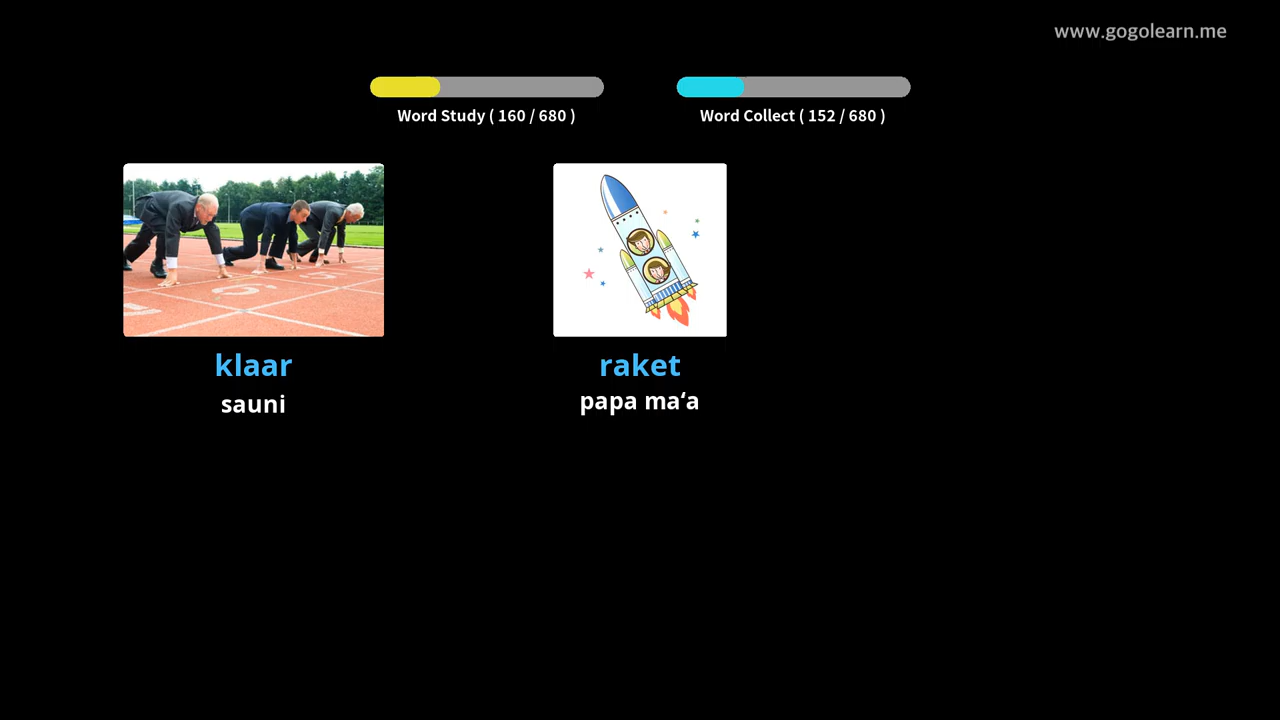 www.gogolearn.me
Word Study ( 160 / 680 )
Word Collect ( 152 / 680 )
klaar
sauni
raket
papa ma‘a